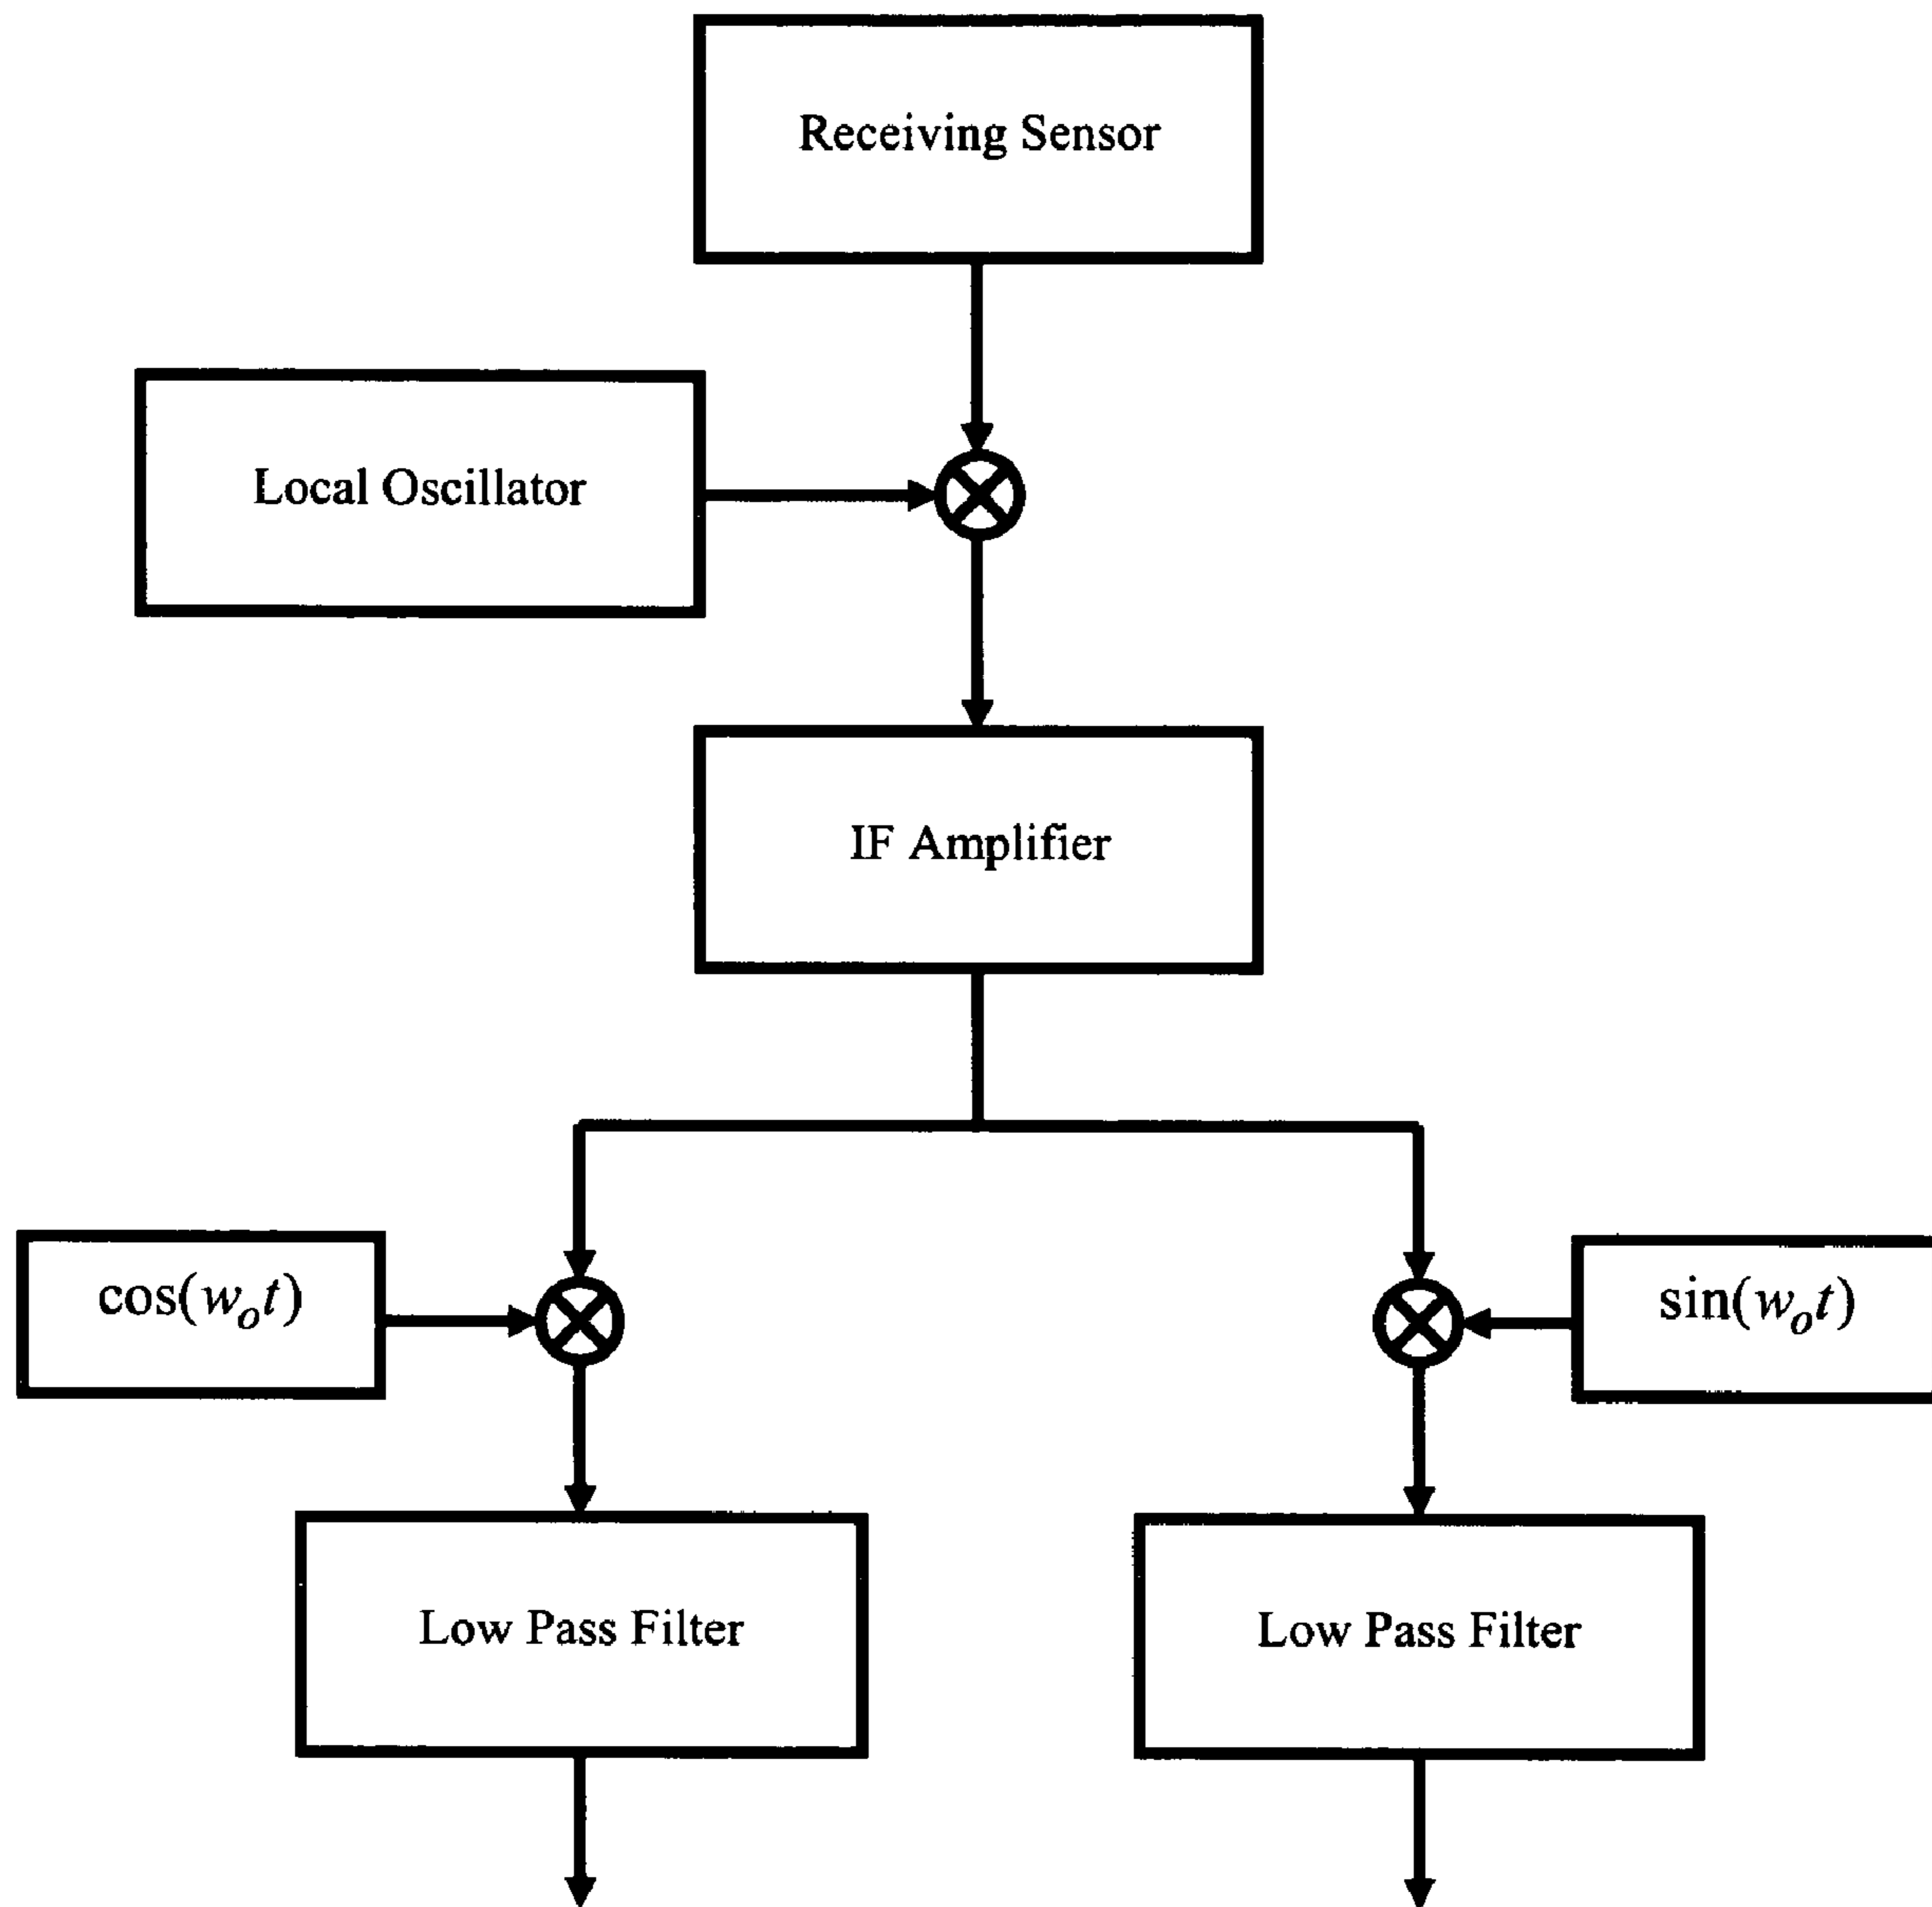 Receiving Sensor
Local Oscillator
IF Amplifier
cos(wₒt)
sin(wₒt)
Low Pass Filter
Low Pass Filter